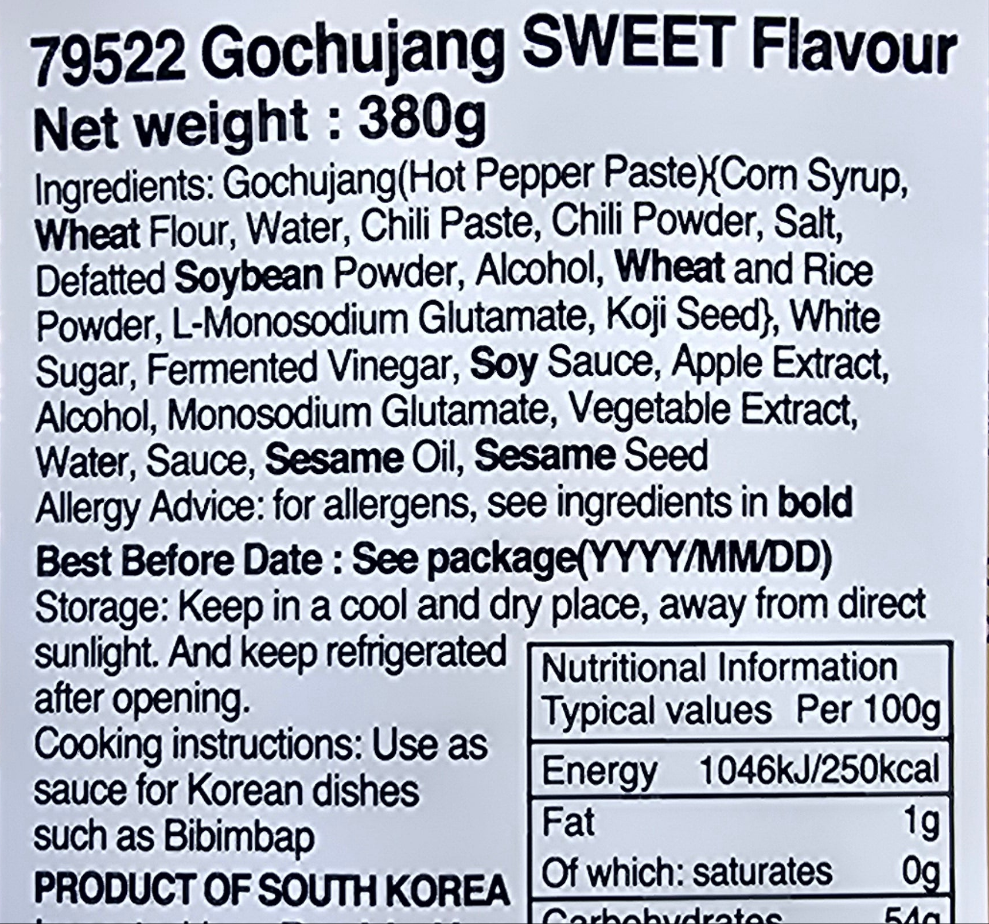 79522 Gochujang SWEET Flavour
Net weight : 380g
Ingredients: Gochujang(Hot Pepper Paste){Corn Syrup,
Wheat Flour, Water, Chili Paste, Chili Powder, Salt,
Defatted Soybean Powder, Alcohol, Wheat and Rice
Powder, L-Monosodium Glutamate, Koji Seed}, White
Sugar, Fermented Vinegar, Soy Sauce, Apple Extract,
Alcohol, Monosodium Glutamate, Vegetable Extract,
Water, Sauce, Sesame Oil, Sesame Seed
Allergy Advice: for allergens, see ingredients in bold
Best Before Date : See package(YYYY/MM/DD)
Storage: Keep in a cool and dry place, away from direct
sunlight. And keep refrigerated
after opening.
Cooking instructions: Use as
sauce for Korean dishes
such as Bibimbap
PRODUCT OF SOUTH KOREA
Nutritional Information
Typical values Per 100g
Energy 1046kJ/250kcal
Fat 1g
Of which: saturates 0g
Carbohydrates 54g